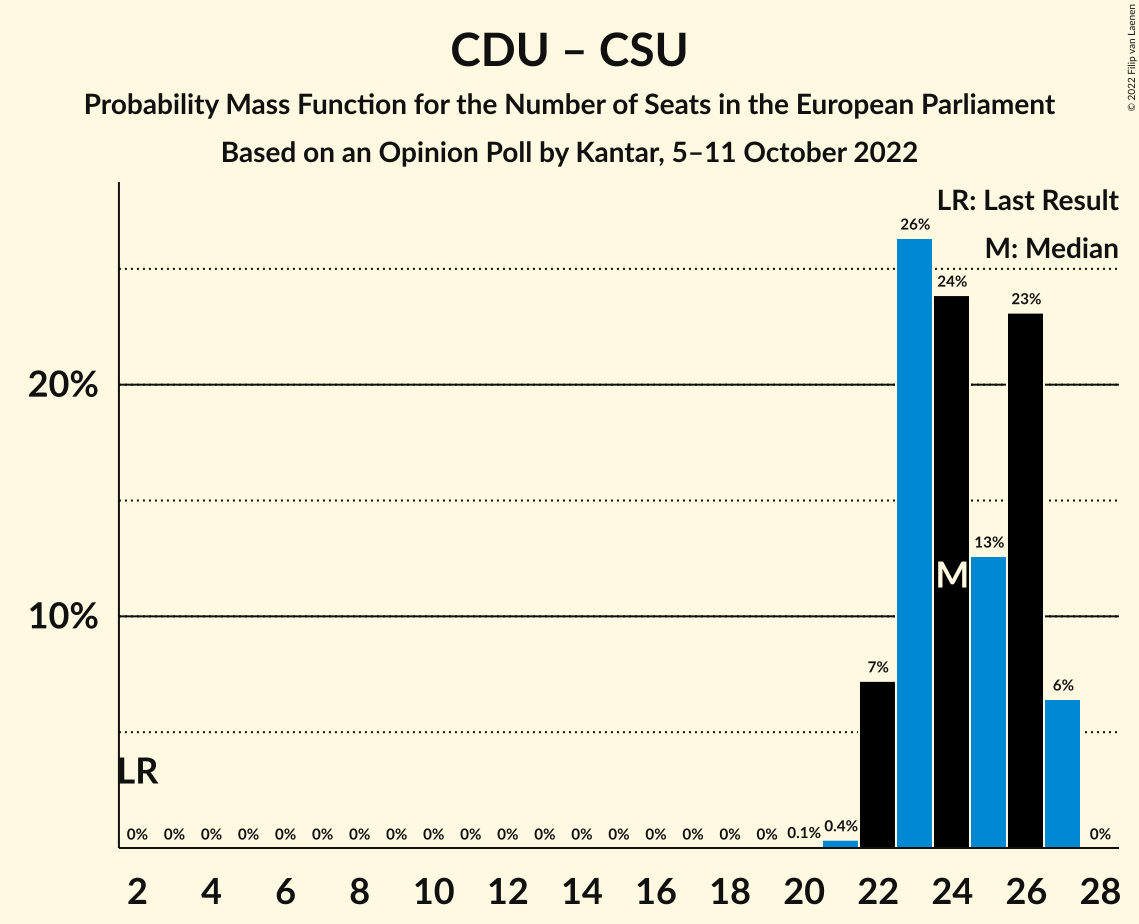 CDU – CSU
Probability Mass Function for the Number of Seats in the European Parliament
Based on an Opinion Poll by Kantar, 5–11 October 2022
© 2022 Filip van Laenen
LR: Last Result
M: Median
26%
24%
23%
20%
13%
M
10%
7%
6%
LR
0% 0% 0% 0% 0% 0% 0% 0% 0% 0% 0% 0% 0% 0% 0% 0% 0% 0% 0.1% 0.4% 0%
2 4 6 8 10 12 14 16 18 20 22 24 26 28